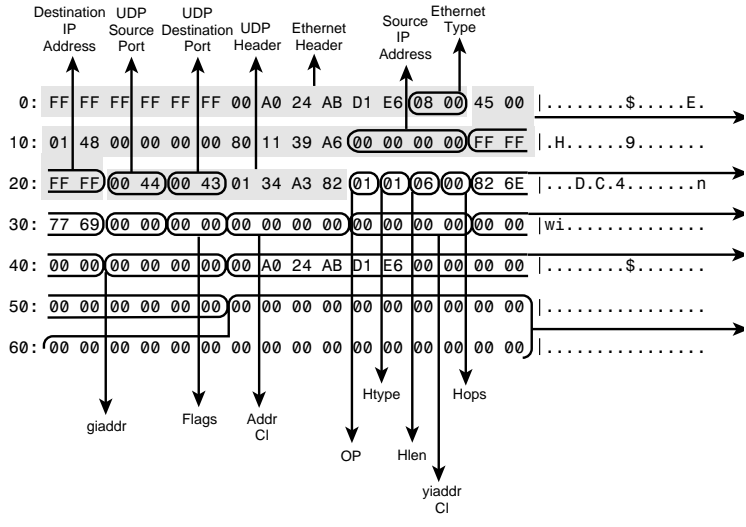 Destination
IP
Address
UDP
Source
Port
UDP
Destination
Port
UDP
Header
Ethernet
Header
Source
IP
Address
Ethernet
Type
0: FF FF FF FF FF FF 00 A0 24 AB D1 E6 08 00 45 00 |........$.....E.
10: 01 48 00 00 00 00 80 11 39 A6 00 00 00 00 FF FF |.H......9.......
20: FF FF 00 44 00 43 01 34 A3 82 01 01 06 00 82 6E |...D.C.4.......n
30: 77 69 00 00 00 00 00 00 00 00 00 00 00 00 00 00 |wi..............
40: 00 00 00 00 00 00 00 A0 24 AB D1 E6 00 00 00 00 |........$.......
50: 00 00 00 00 00 00 00 00 00 00 00 00 00 00 00 00 |................
60: 00 00 00 00 00 00 00 00 00 00 00 00 00 00 00 00 |................
giaddr
Flags
Addr
CI
Htype
Hops
OP
Hlen
yiaddr
CI